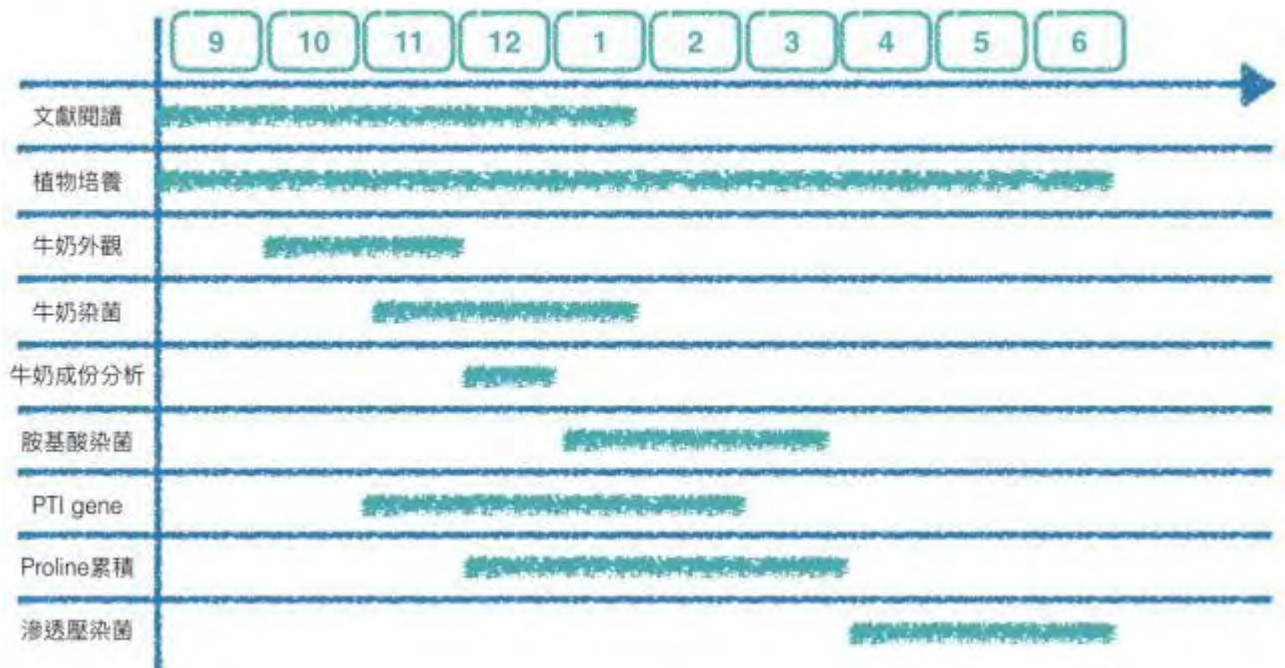 9 10 11 12 1 2 3 4 5 6
文獻閱讀
植物培養
牛奶外觀
牛奶染菌
牛奶成份分析
胺基酸染菌
PTI gene
Proline累積
滲透壓染菌